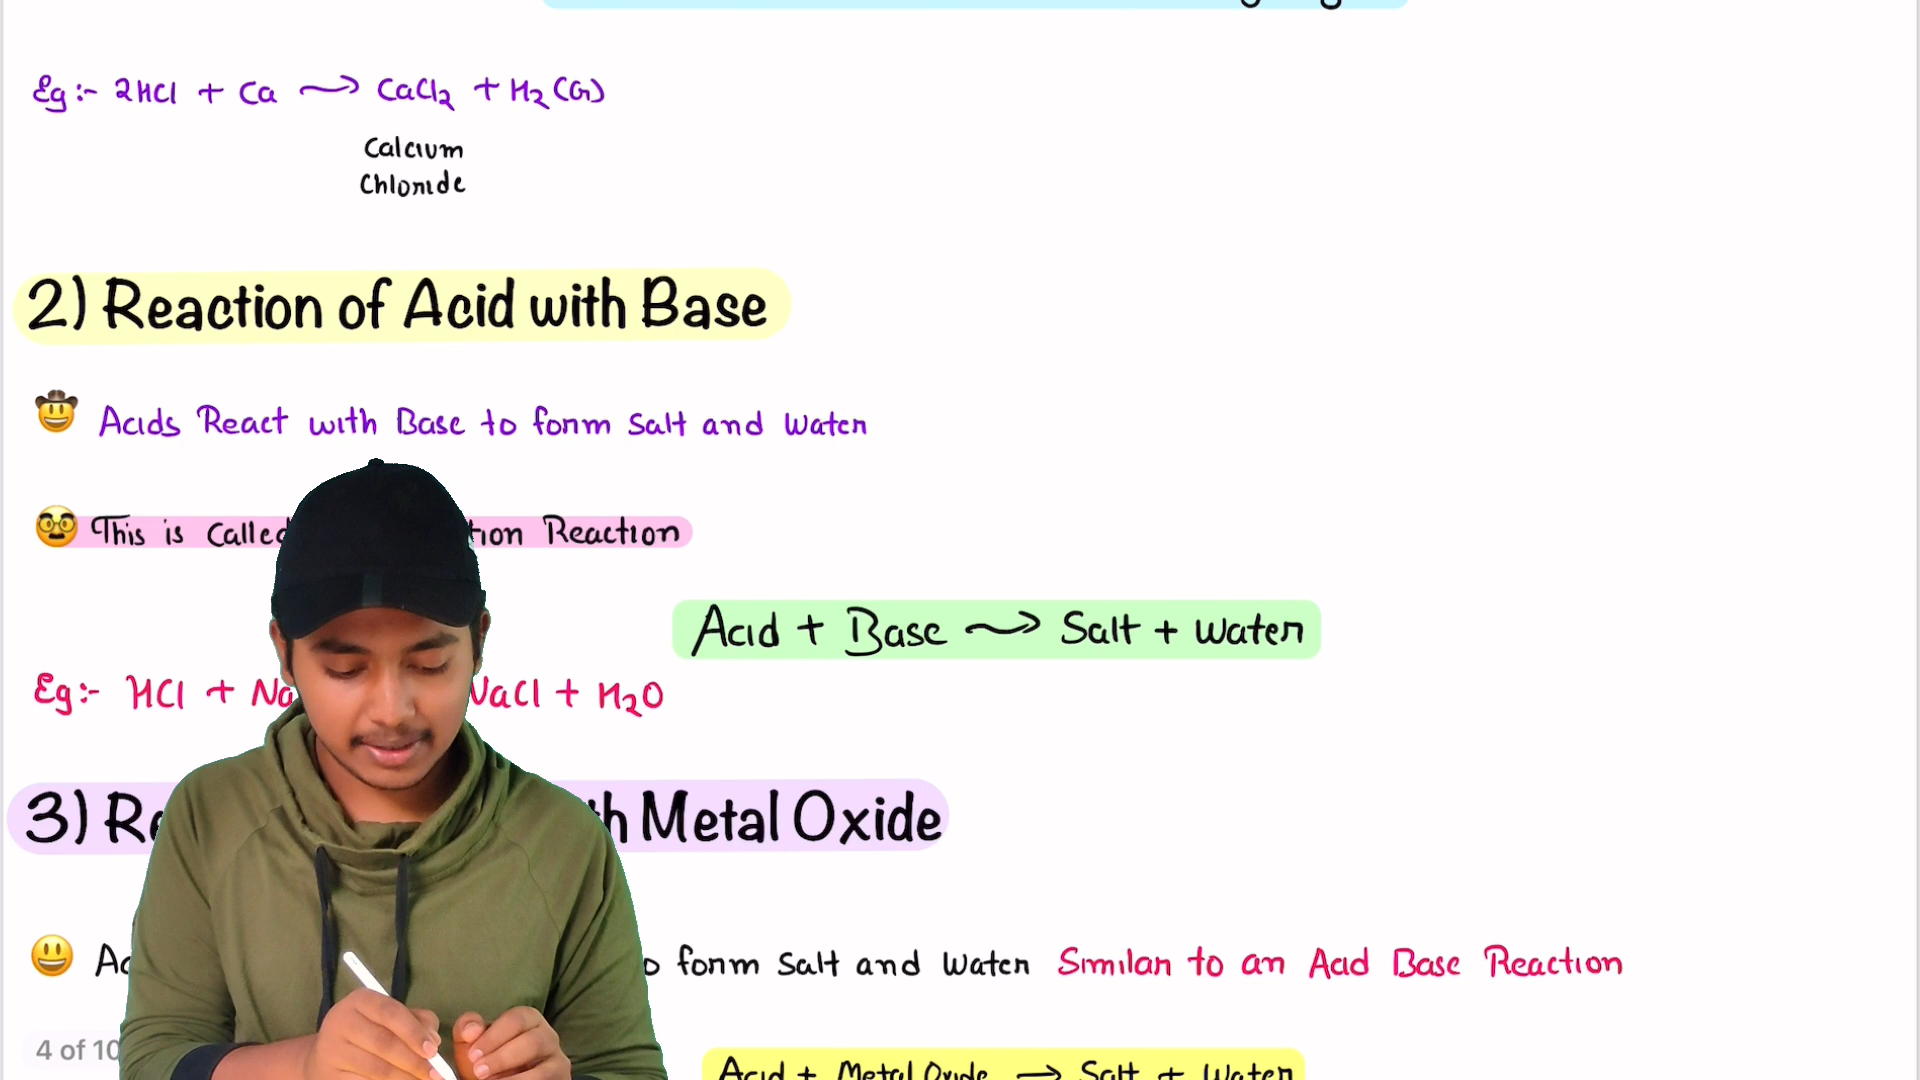 Eg :- 2HCl + Ca → CaCl₂ + H₂ (G)
Calcium
Chloride
2) Reaction of Acid with Base
Acids React with Base to form Salt and Water
This is Called tion Reaction
Acid + Base → Salt + Water
Eg :- HCl + Na NaCl + H₂O
3) Re th Metal Oxide
Ac o form Salt and Water Similar to an Acid Base Reaction
4 of 10
Acid + Metal Oxide → Salt + Water